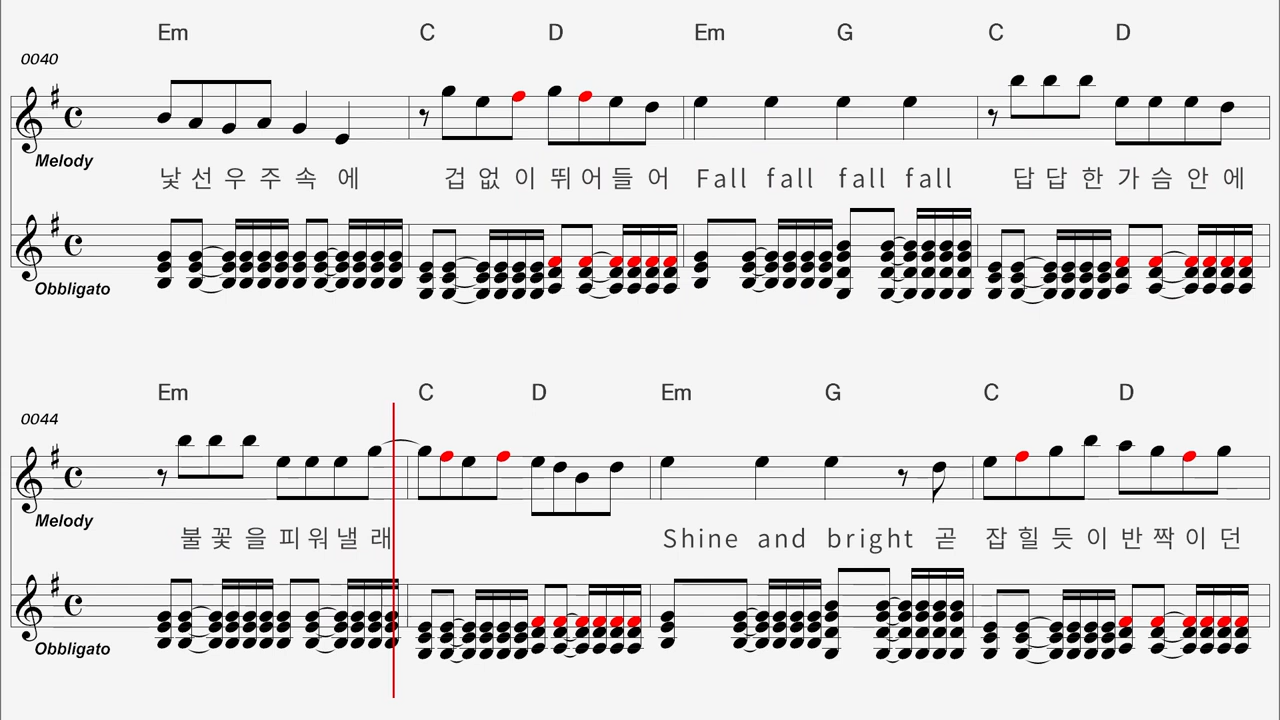 Em C D Em G C D
0040
Melody
낯 선 우 주 속 에 겁 없 이 뛰 어 들 어 Fall fall fall fall 답 답 한 가 슴 안 에
Obbligato
Em C D Em G C D
0044
Melody
불 꽃 을 피 워 낼 래 Shine and bright 곧 잡 힐 듯 이 반 짝 이 던
Obbligato